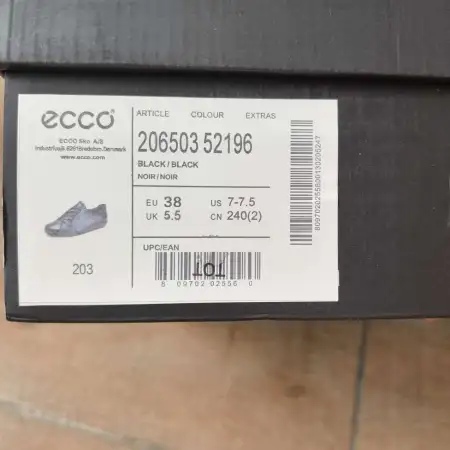 ecco
ECCO Sko A/S
www.ecco.com
203
ARTICLE COLOUR EXTRAS
206503 52196
BLACK/BLACK
NOIR/NOIR
EU 38 US 7-7.5
UK 5.5 CN 240(2)
UPC/EAN
TOT
8 09702 02556 0